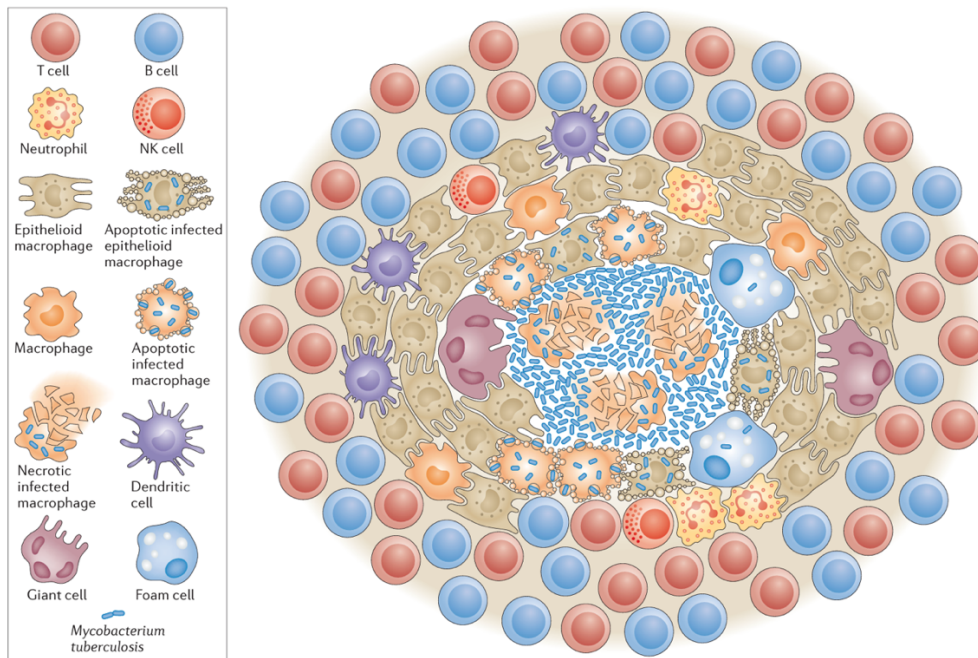 T cell
B cell
Neutrophil
NK cell
Epithelioid
macrophage
Apoptotic infected
epithelioid
macrophage
Macrophage
Apoptotic
infected
macrophage
Necrotic
infected
macrophage
Dendritic
cell
Giant cell
Foam cell
Mycobacterium
tuberculosis